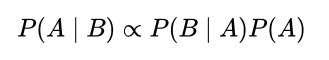 P(A | B) ∝ P(B | A)P(A)